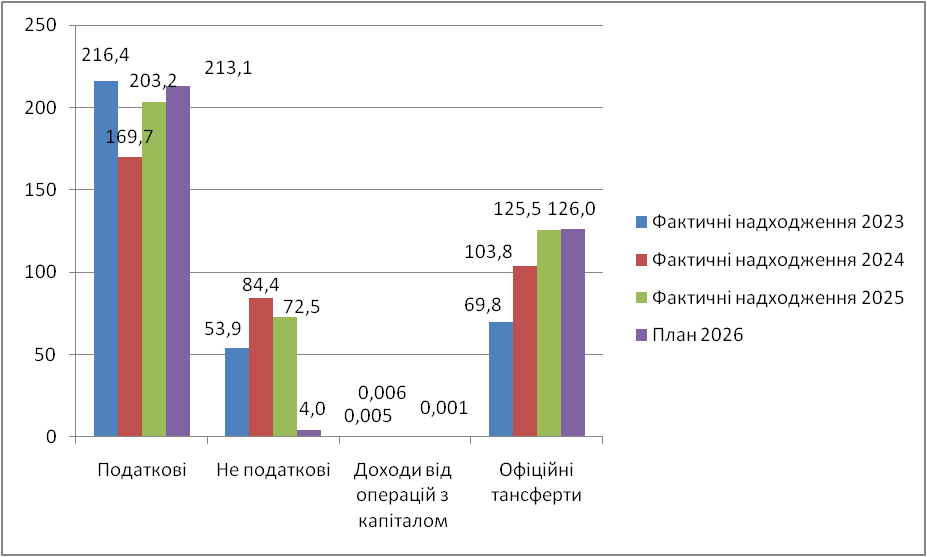 250
200
150
100
50
0
216,4
169,7
203,2
213,1
53,9
84,4
72,5
4,0
0,005
0,006
0,001
69,8
103,8
125,5
126,0
Податкові
Не податкові
Доходи від
операцій з
капіталом
Офіційні
тансферти
Фактичні надходження 2023
Фактичні надходження 2024
Фактичні надходження 2025
План 2026